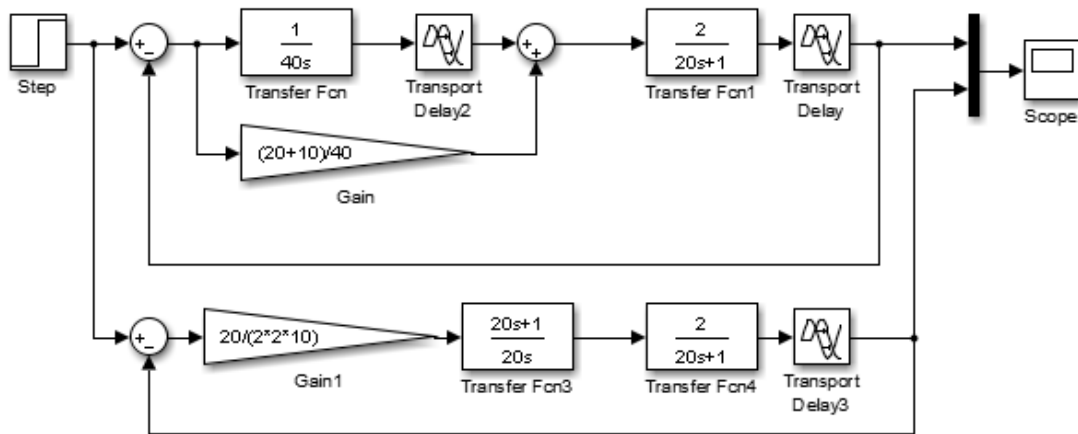 Step
+
−
1
40s
Transfer Fcn
Transport
Delay2
+
+
2
20s+1
Transfer Fcn1
Transport
Delay
Scope
(20+10)/40
Gain
+
−
20/(2*2*10)
Gain1
20s+1
20s
Transfer Fcn3
2
20s+1
Transfer Fcn4
Transport
Delay3